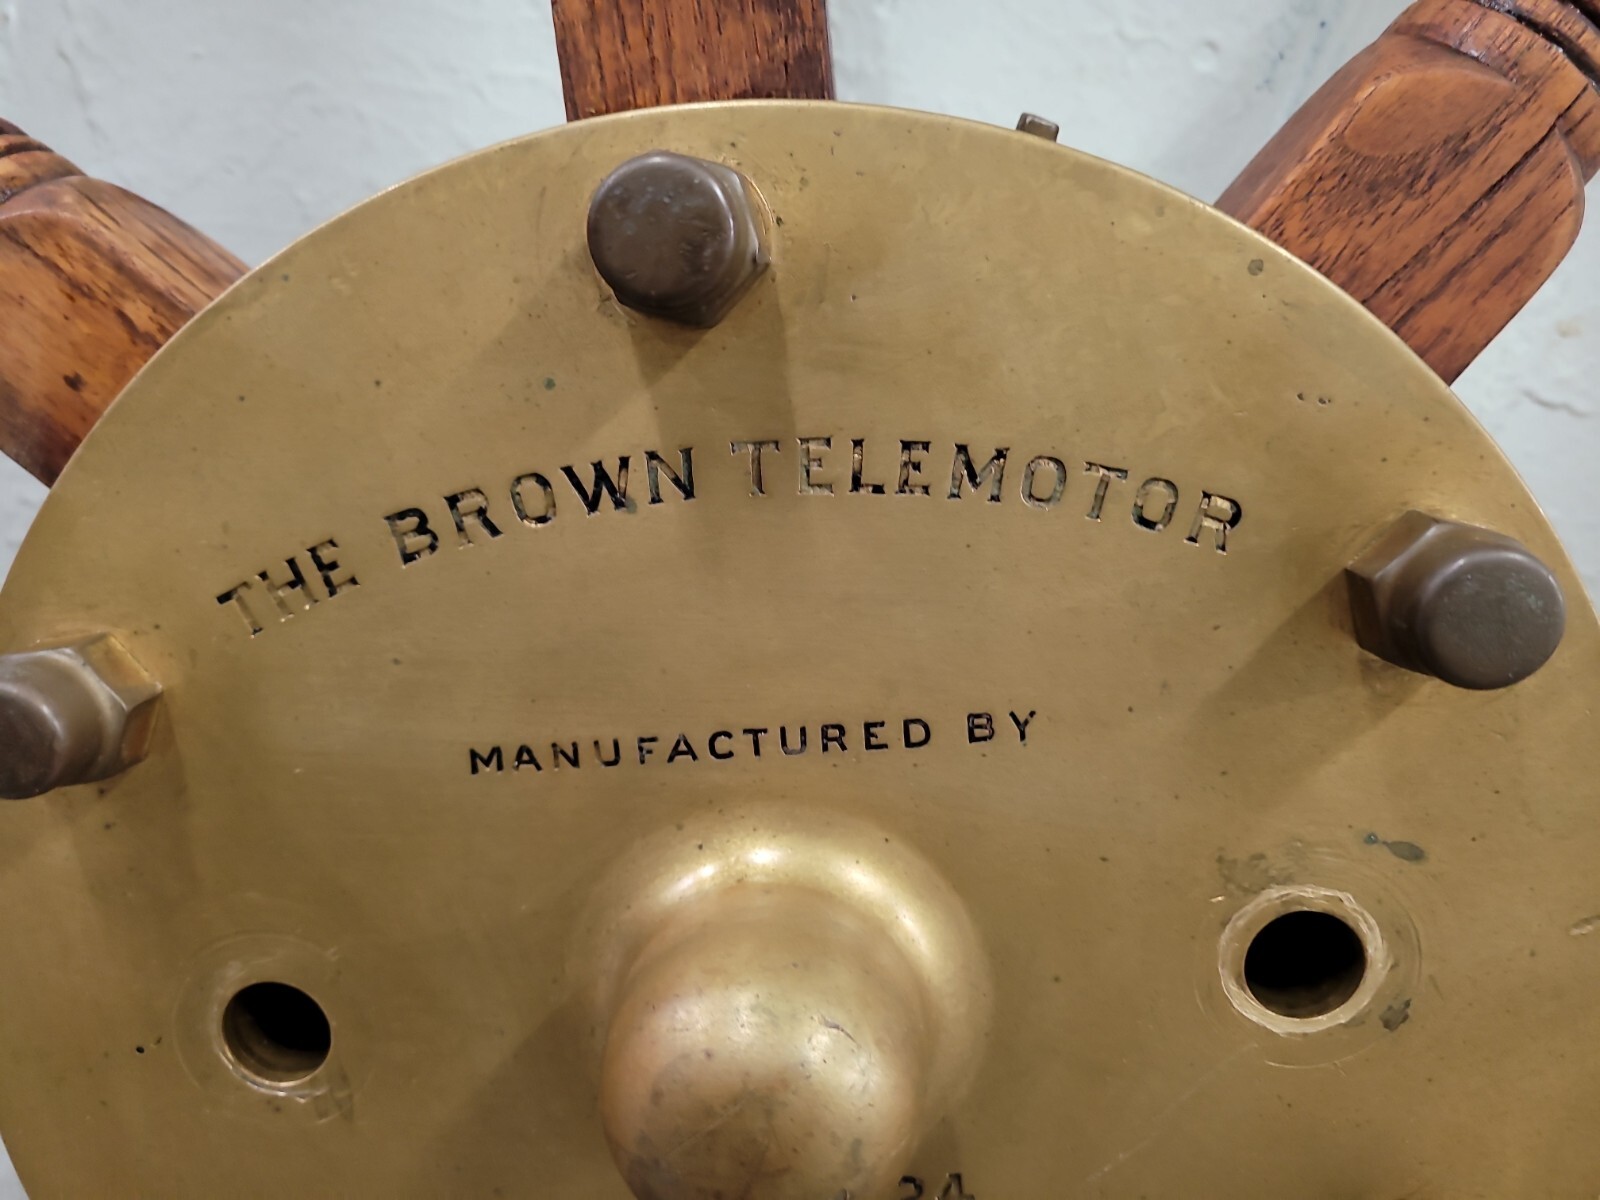 THE BROWN TELEMOTOR
MANUFACTURED BY